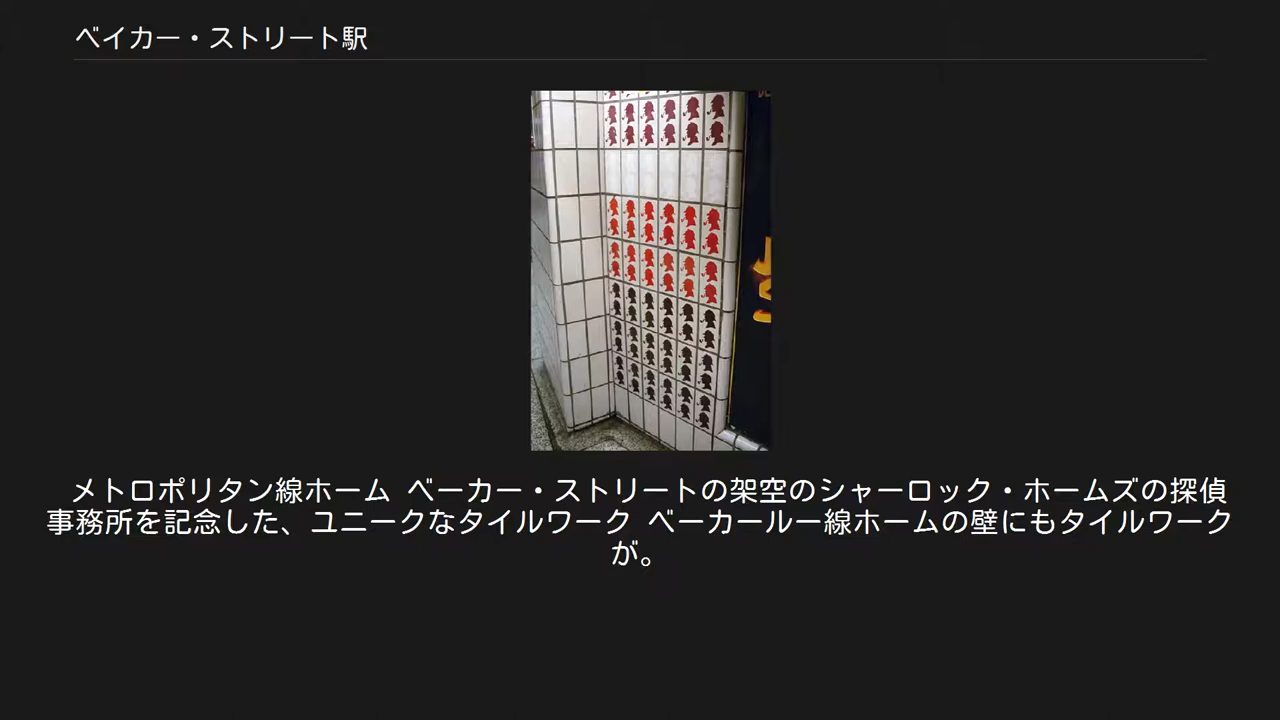 ベイカー・ストリート駅
メトロポリタン線ホーム ベーカー・ストリートの架空のシャーロック・ホームズの探偵
事務所を記念した、ユニークなタイルワーク ベーカールー線ホームの壁にもタイルワーク
が。